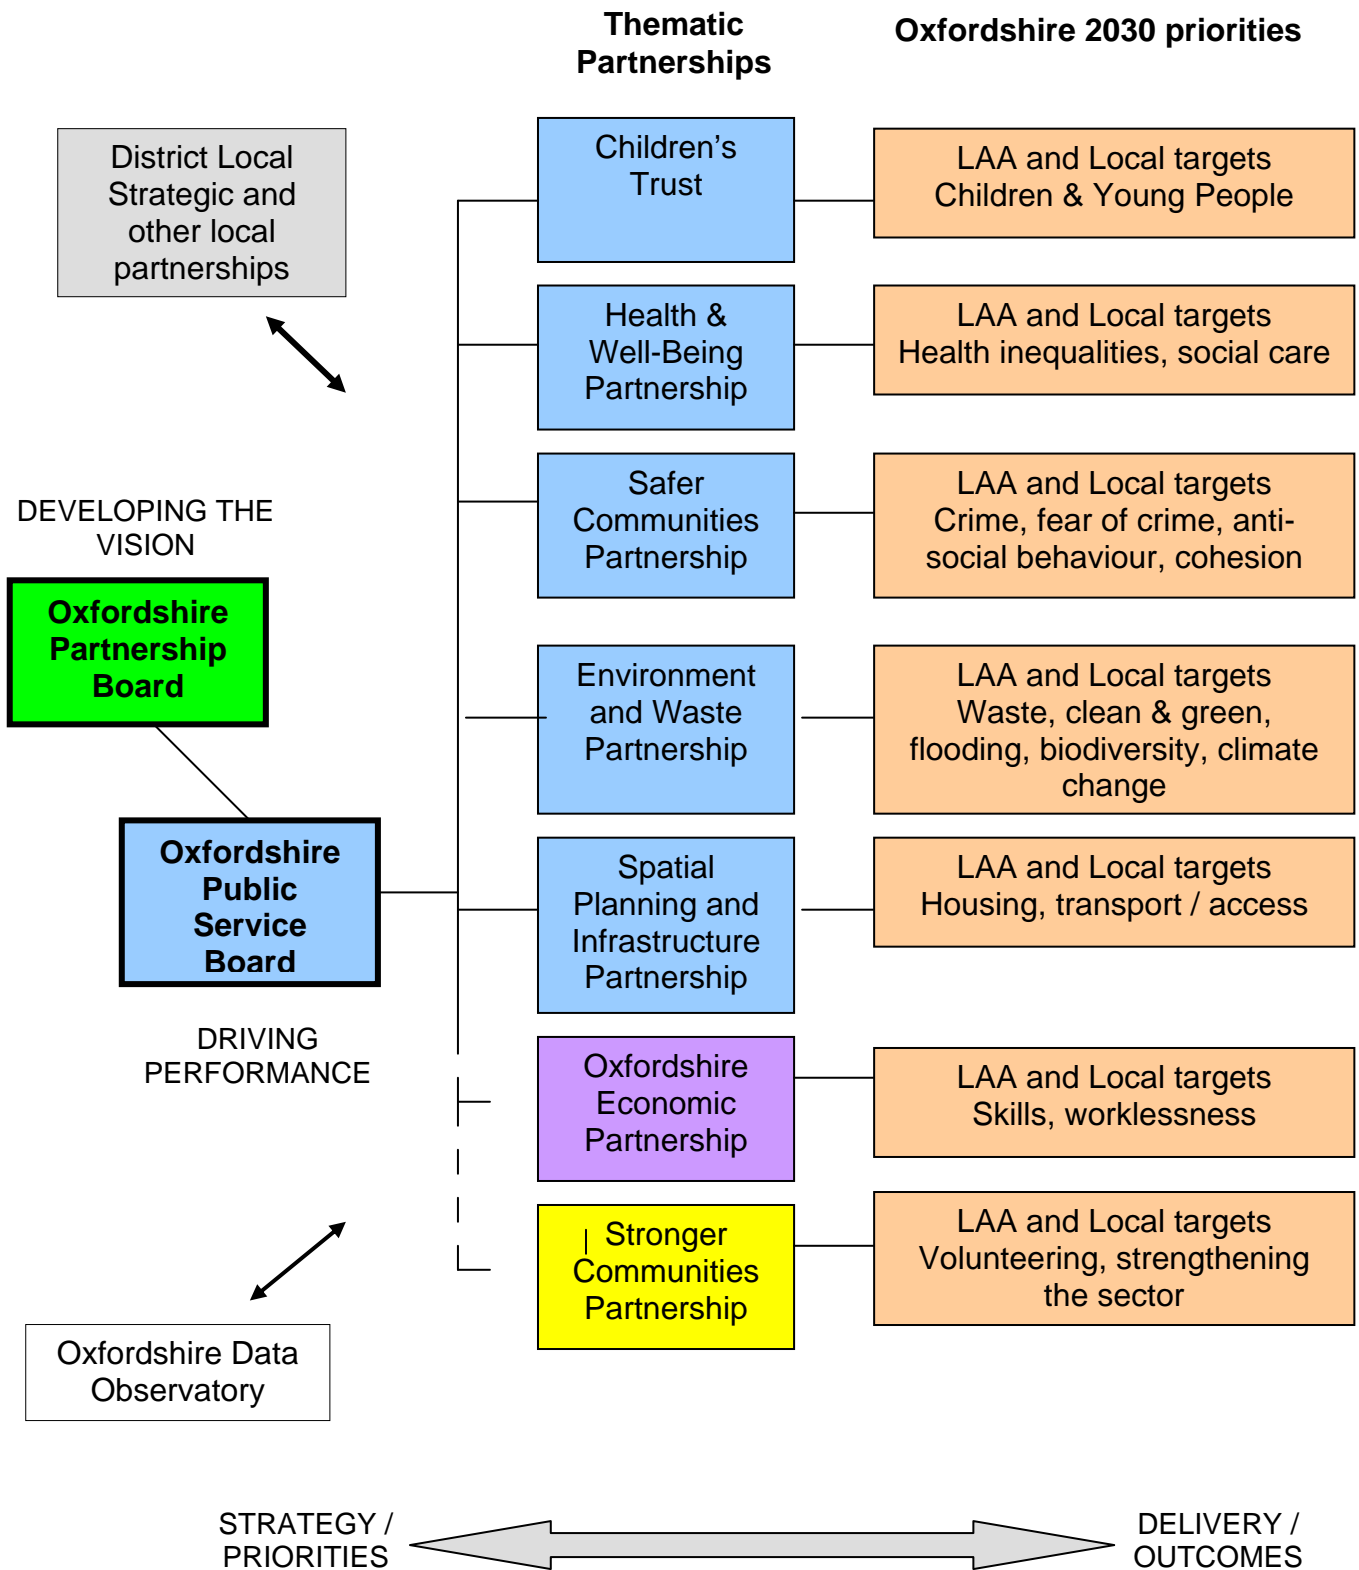 Thematic
Partnerships
Oxfordshire 2030 priorities
District Local
Strategic and
other local
partnerships
DEVELOPING THE
VISION
Oxfordshire
Partnership
Board
Oxfordshire
Public
Service
Board
DRIVING
PERFORMANCE
Oxfordshire Data
Observatory
Children's
Trust
LAA and Local targets
Children & Young People
Health &
Well-Being
Partnership
LAA and Local targets
Health inequalities, social care
Safer
Communities
Partnership
LAA and Local targets
Crime, fear of crime, anti-
social behaviour, cohesion
Environment
and Waste
Partnership
LAA and Local targets
Waste, clean & green,
flooding, biodiversity, climate
change
Spatial
Planning and
Infrastructure
Partnership
LAA and Local targets
Housing, transport / access
Oxfordshire
Economic
Partnership
LAA and Local targets
Skills, worklessness
Stronger
Communities
Partnership
LAA and Local targets
Volunteering, strengthening
the sector
STRATEGY /
PRIORITIES
DELIVERY /
OUTCOMES